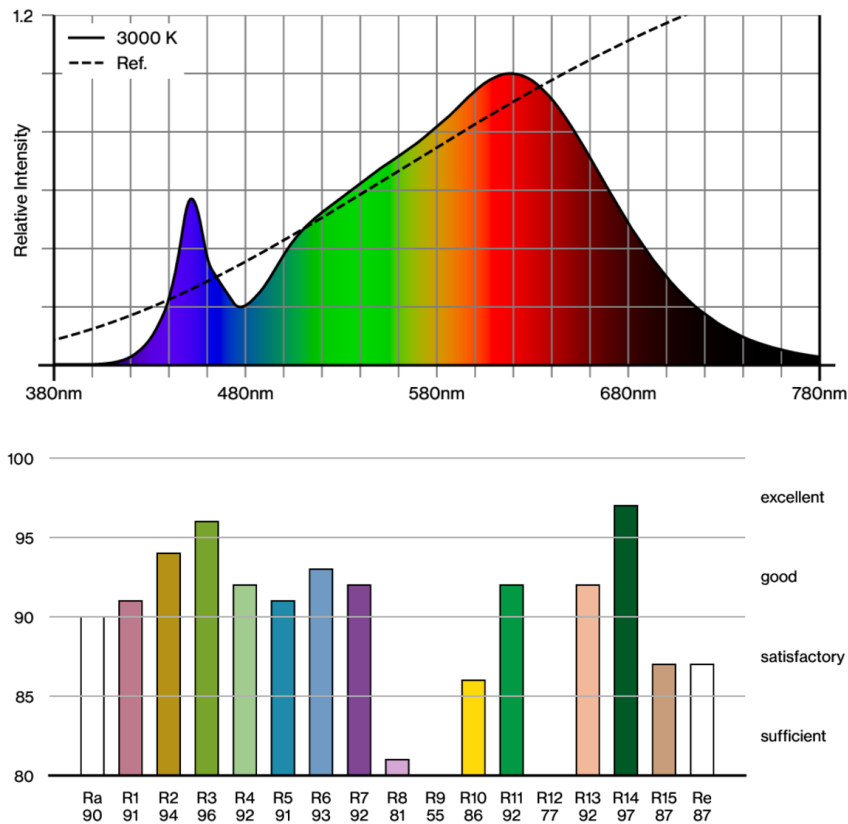 1.2
3000 K
Ref.
Relative Intensity
380nm 480nm 580nm 680nm 780nm
100
excellent
95
good
90
satisfactory
85
sufficient
80
Ra R1 R2 R3 R4 R5 R6 R7 R8 R9 R10 R11 R12 R13 R14 R15 Re
90 91 94 96 92 91 93 92 81 55 86 92 77 92 97 87 87